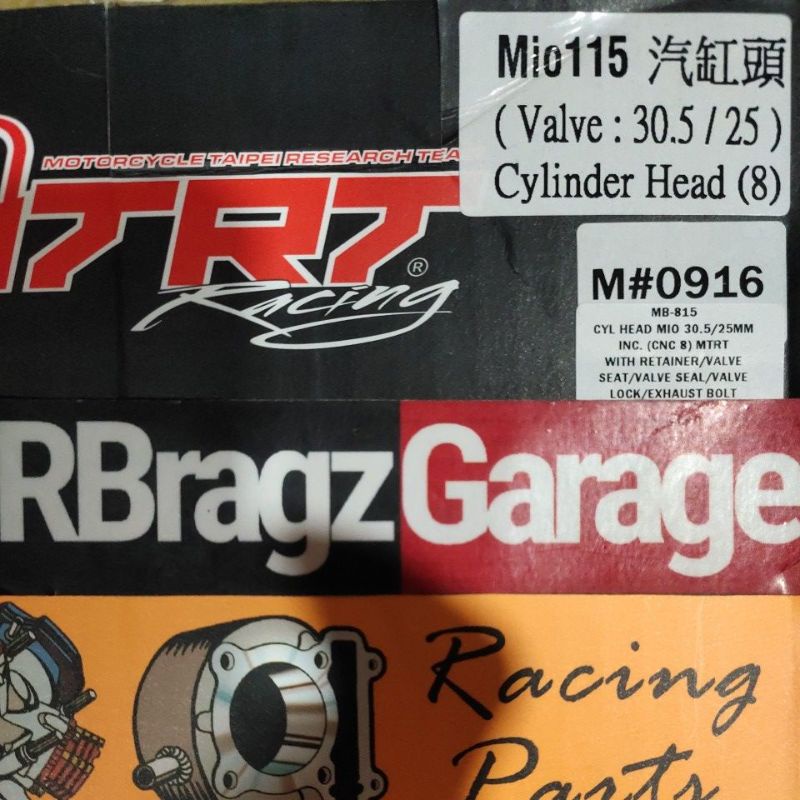 Mio115 汽缸頭
( Valve : 30.5 / 25 )
Cylinder Head (8)
MOTORCYCLE TAIPEI RESEARCH TEA
MTRT ®
Racing
M#0916
MB-815
CYL HEAD MIO 30.5/25MM
INC. (CNC 8) MTRT
WITH RETAINER/VALVE
SEAT/VALVE SEAL/VALVE
LOCK/EXHAUST BOLT
RBragz Garage
Racing
Parts